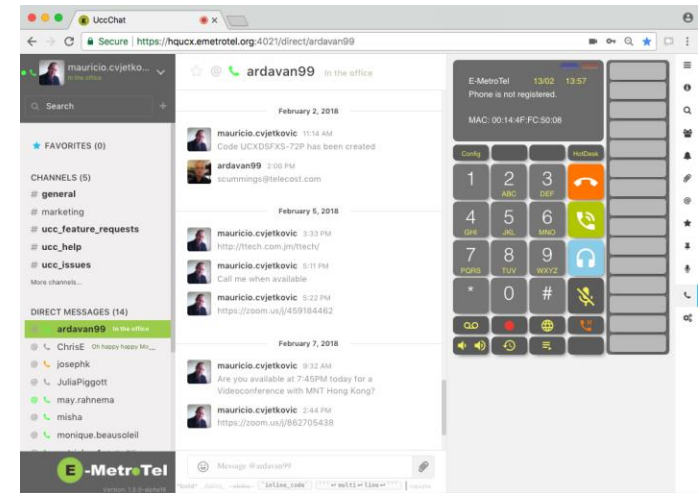 UccChat
Secure | https://hqucx.emetrotel.org:4021/direct/ardavan99
mauricio.cvjetko...
In the office
Search
FAVORITES (0)
CHANNELS (5)
# general
# marketing
# ucc_feature_requests
# ucc_help
# ucc_issues
More channels...
DIRECT MESSAGES (14)
@ ardavan99 In the office
@ ChrisE Oh happy happy Mo...
@ josephk
@ JuliaPiggott
@ may.rahnema
@ misha
@ monique.beausoleil
E-MetroTel
@ ardavan99 In the office
February 2, 2018
mauricio.cvjetkovic 11:14 AM
Code UCXDSFXS-72P has been created
ardavan99 2:06 PM
scummings@telecost.com
February 5, 2018
mauricio.cvjetkovic 3:33 PM
http://ttech.com.jm/ttech/
mauricio.cvjetkovic 5:11 PM
Call me when available
mauricio.cvjetkovic 5:22 PM
https://zoom.us/j/459184462
February 7, 2018
mauricio.cvjetkovic 9:32 AM
Are you available at 7:45PM today for a
Videoconference with MNT Hong Kong?
mauricio.cvjetkovic 2:44 PM
https://zoom.us/j/862705438
Message @ardavan99
*bold* `inline_code` multi line
E-MetroTel 13/02 13:57
Phone is not registered.
MAC: 00:14:4F:FC:50:06
Config HotDesk
1 2 ABC 3 DEF
4 GHI 5 JKL 6 MNO
7 PQRS 8 TUV 9 WXYZ
* 0 #